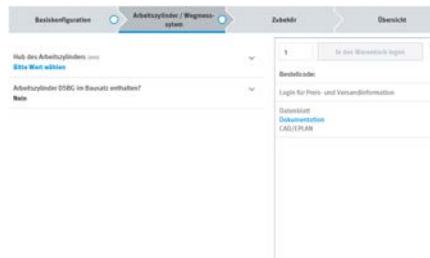 Basiskonfiguration
Arbeitszylinder / Wegmess-
system
Zubehör
Übersicht
Hub des Arbeitszylinders (mm)
Bitte Wert wählen
Arbeitszylinder DSBG im Bausatz enthalten?
Nein
1
In den Warenkorb legen
Bestellcode:
Login für Preis- und Versandinformation
Datenblatt
Dokumentation
CAD/EPLAN